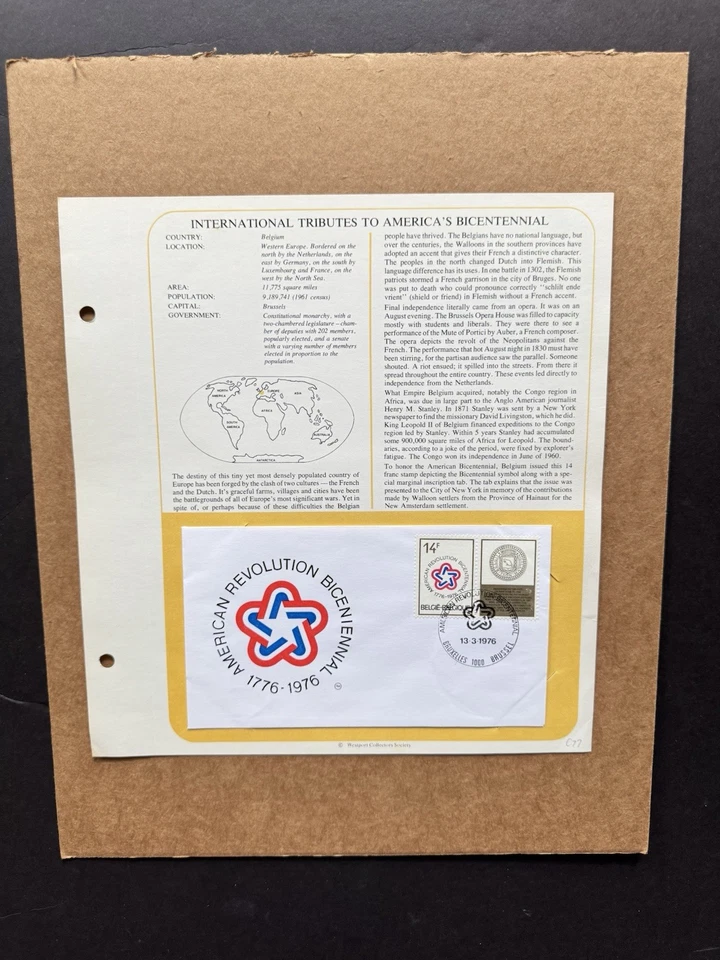 INTERNATIONAL TRIBUTES TO AMERICA'S BICENTENNIAL
COUNTRY: Belgium
LOCATION: Western Europe. Bordered on the
north by the Netherlands, on the
east by Germany, on the south by
Luxembourg and France, on the
west by the North Sea.
AREA: 11,775 square miles
POPULATION: 9,189,741 (1961 census)
CAPITAL: Brussels
GOVERNMENT: Constitutional monarchy, with a
two-chambered legislature – cham-
ber of deputies with 202 members,
popularly elected, and a senate
with a varying number of members
elected in proportion to the
population.
NORTH
AMERICA
EUROPE
ASIA
AFRICA
SOUTH
AMERICA
AUSTRALIA
ANTARCTICA
The destiny of this tiny yet most densely populated country of
Europe has been forged by the clash of two cultures — the French
and the Dutch. It's graceful farms, villages and cities have been
the battlegrounds of all of Europe's most significant wars. Yet in
spite of, or perhaps because of these difficulties the Belgian
people have thrived. The Belgians have no national language, but
over the centuries, the Walloons in the southern provinces have
adopted an accent that gives their French a distinctive character.
The peoples in the north changed Dutch into Flemish. This
language difference has its uses. In one battle in 1302, the Flemish
patriots stormed a French garrison in the city of Bruges. No one
was put to death who could pronounce correctly "schilt ende
vrient" (shield or friend) in Flemish without a French accent.
Final independence literally came from an opera. It was on an
August evening. The Brussels Opera House was filled to capacity
mostly with students and liberals. They were there to see a
performance of the Mute of Portici by Auber, a French composer.
The opera depicts the revolt of the Neopolitans against the
French. The performance that hot August night in 1830 must have
been stirring, for the partisan audience saw the parallel. Someone
shouted. A riot ensued; it spilled into the streets. From there it
spread throughout the entire country. These events led directly to
independence from the Netherlands.
What Empire Belgium acquired, notably the Congo region in
Africa, was due in large part to the Anglo American journalist
Henry M. Stanley. In 1871 Stanley was sent by a New York
newspaper to find the missionary David Livingston, which he did.
King Leopold II of Belgium financed expeditions to the Congo
region led by Stanley. Within 5 years Stanley had accumulated
some 900,000 square miles of Africa for Leopold. The bound-
aries, according to a joke of the period, were fixed by explorer's
fatigue. The Congo won its independence in June of 1960.
To honor the American Bicentennial, Belgium issued this 14
franc stamp depicting the Bicentennial symbol along with a spe-
cial marginal inscription tab. The tab explains that the issue was
presented to the City of New York in memory of the contributions
made by Walloon settlers from the Province of Hainaut for the
New Amsterdam settlement.
AMERICAN REVOLUTION BICENTENNIAL
1776-1976
14F
AMERICAN REVOLUTION BICENTENNIAL
1776-1976
BELGIE-BELGIQUE
AMERICAN REVOLUTION BICENTENNIAL
13-3-1976
BRUXELLES 1000 BRUSSEL
© Westport Collectors Society